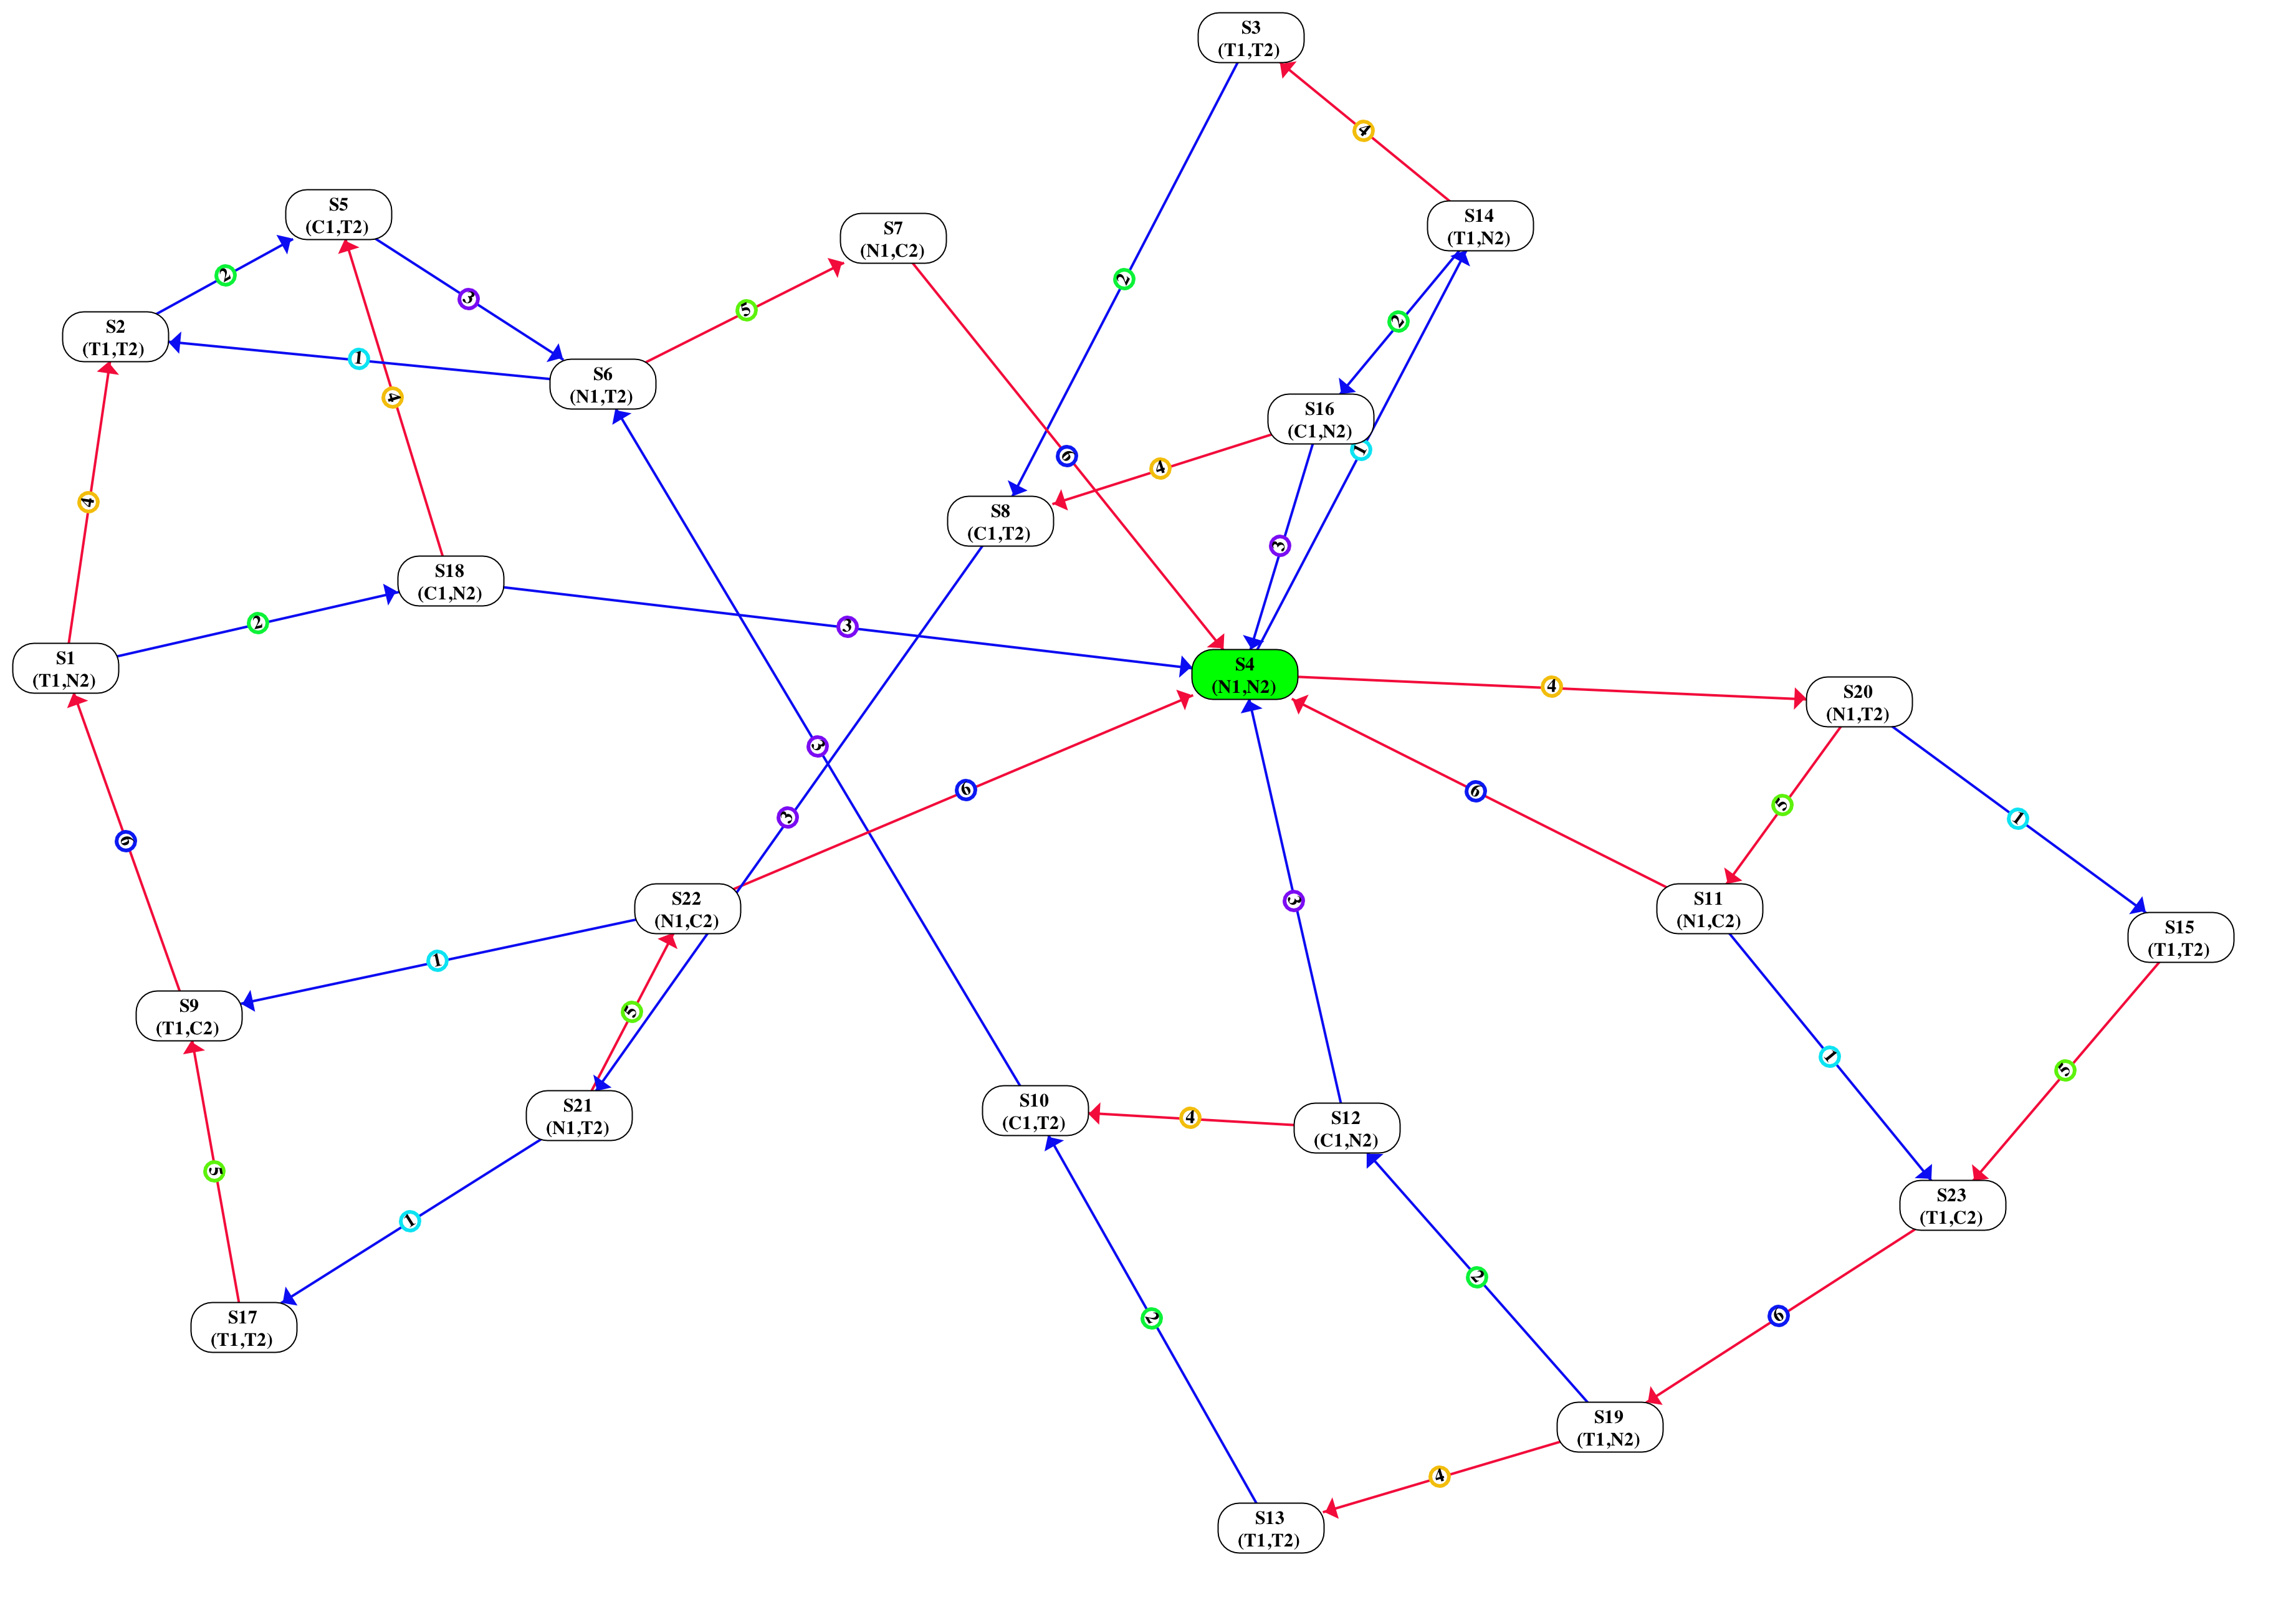 S3
(T1,T2)
4
S5
(C1,T2)
S14
(T1,N2)
S7
(N1,C2)
2
2
3
5
2
S2
(T1,T2)
1
S6
(N1,T2)
4
S16
(C1,N2)
1
6
4
4
S8
(C1,T2)
3
S18
(C1,N2)
2
3
S1
(T1,N2)
S4
(N1,N2)
4
S20
(N1,T2)
3
6
6
5
3
1
6
S22
(N1,C2)
3
S11
(N1,C2)
S15
(T1,T2)
1
S9
(T1,C2)
5
1
5
S21
(N1,T2)
S10
(C1,T2)
4
S12
(C1,N2)
5
S23
(T1,C2)
1
2
S17
(T1,T2)
2
6
S19
(T1,N2)
4
S13
(T1,T2)